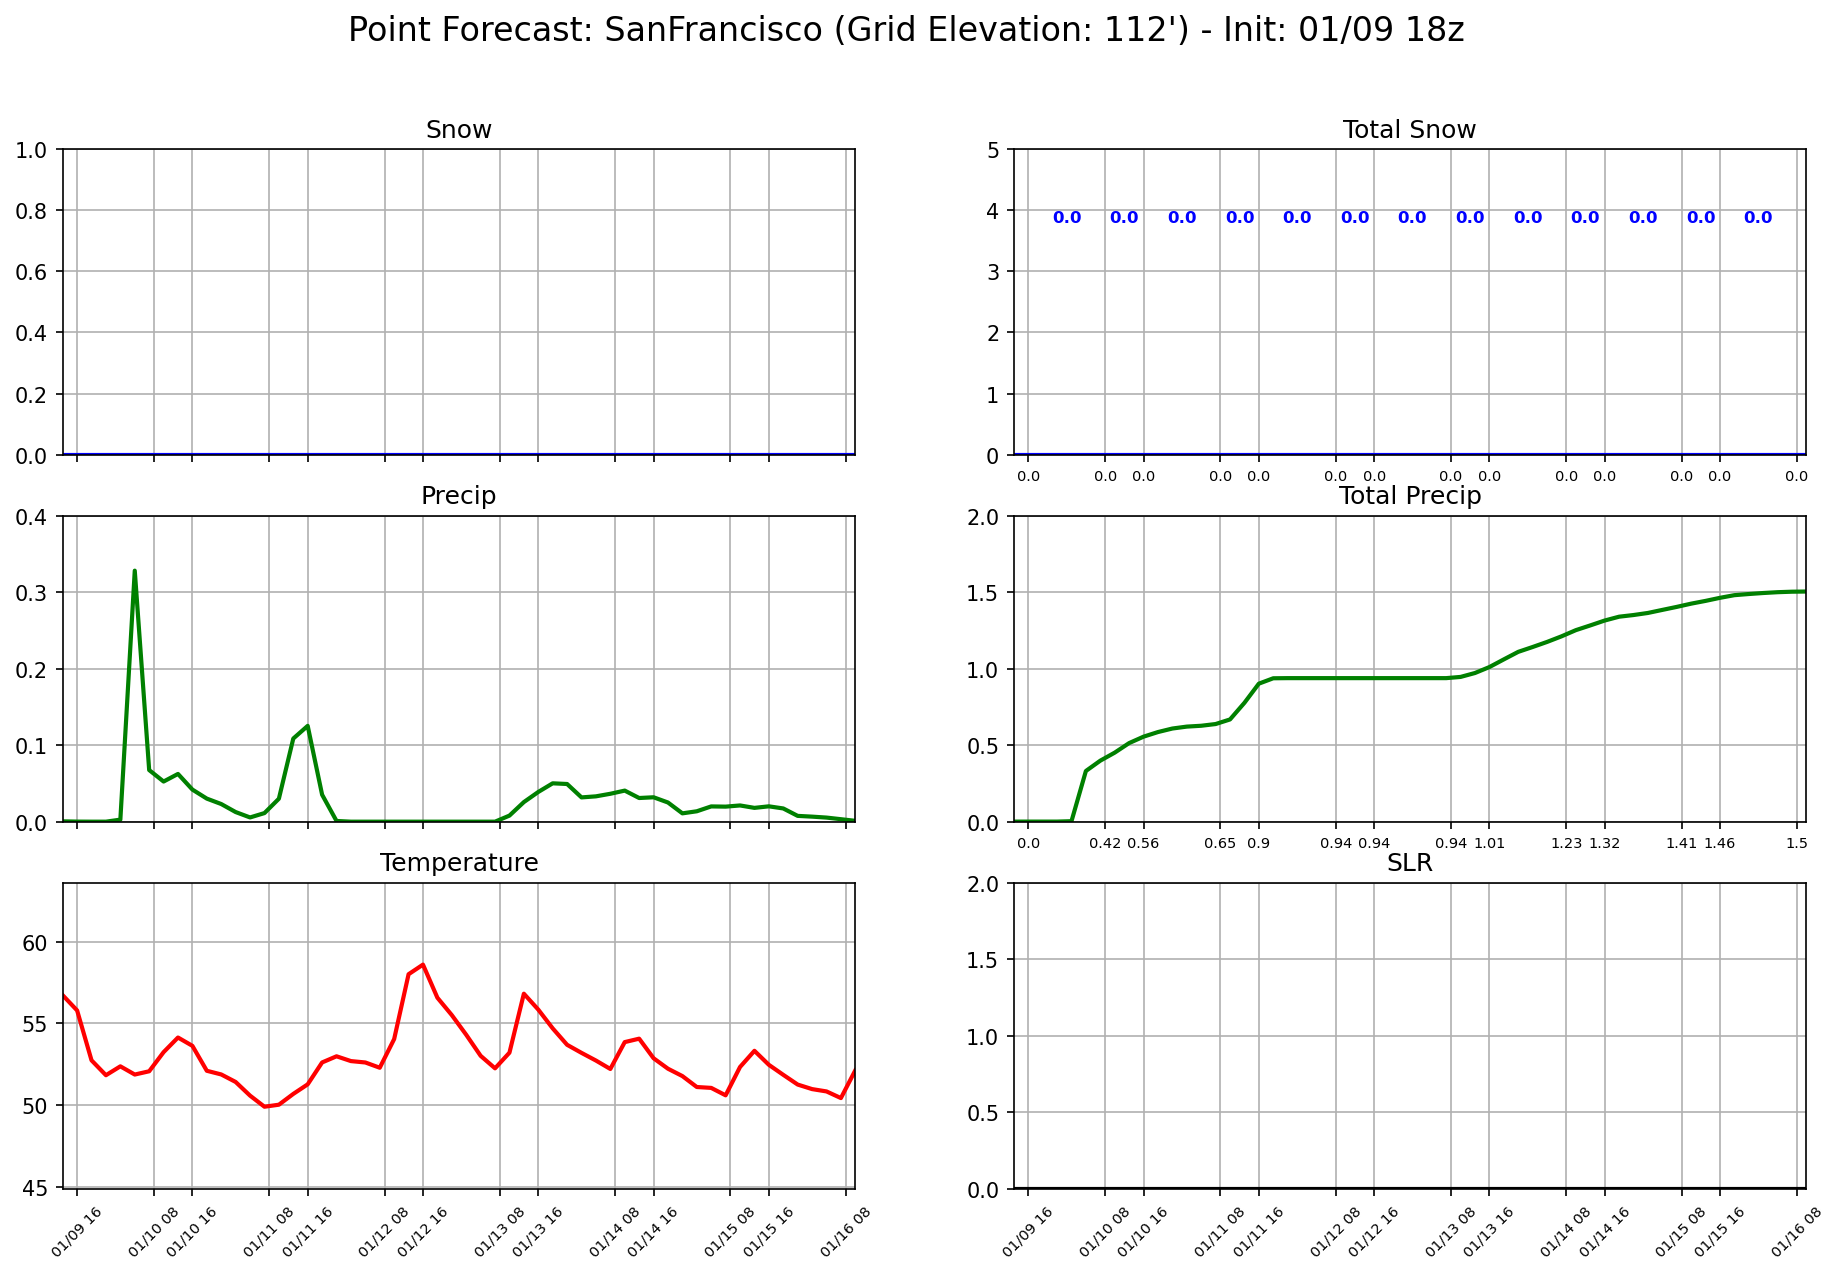 Point Forecast: SanFrancisco (Grid Elevation: 112') - Init: 01/09 18z
Snow
1.0
0.8
0.6
0.4
0.2
0.0
Total Snow
5
4
3
2
1
0
0.0 0.0 0.0 0.0 0.0 0.0 0.0 0.0 0.0 0.0 0.0 0.0 0.0
0.0 0.0 0.0 0.0 0.0 0.0 0.0 0.0 0.0 0.0 0.0 0.0 0.0 0.0
Precip
0.4
0.3
0.2
0.1
0.0
Total Precip
2.0
1.5
1.0
0.5
0.0
0.0 0.42 0.56 0.65 0.9 0.94 0.94 0.94 1.01 1.23 1.32 1.41 1.46 1.5
Temperature
60
55
50
45
01/09 16 01/10 08 01/10 16 01/11 08 01/11 16 01/12 08 01/12 16 01/13 08 01/13 16 01/14 08 01/14 16 01/15 08 01/15 16 01/16 08
SLR
2.0
1.5
1.0
0.5
0.0
01/09 16 01/10 08 01/10 16 01/11 08 01/11 16 01/12 08 01/12 16 01/13 08 01/13 16 01/14 08 01/14 16 01/15 08 01/15 16 01/16 08